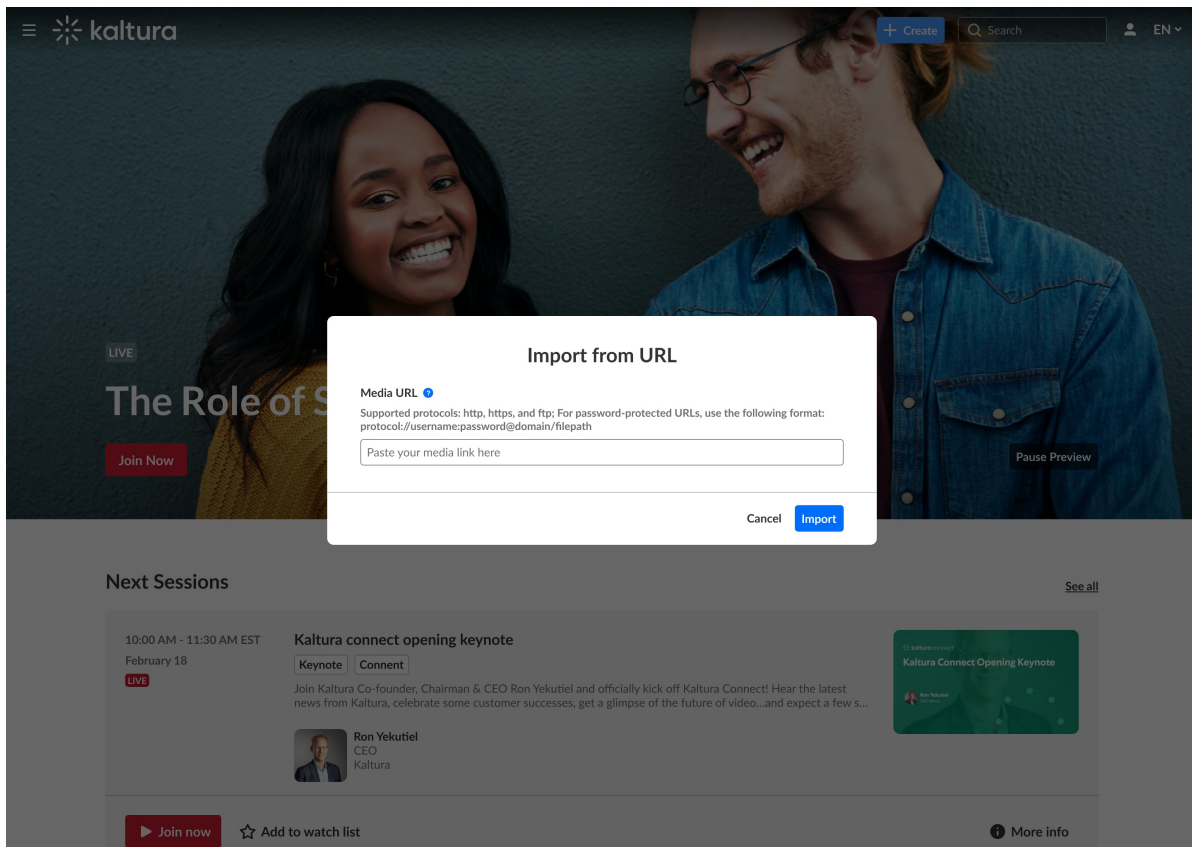 kaltura
Create
Search
EN
LIVE
The Role of S
Join Now
Pause Preview
Import from URL
Media URL ?
Supported protocols: http, https, and ftp; For password-protected URLs, use the following format:
protocol://username:password@domain/filepath
Paste your media link here
Cancel
Import
Next Sessions
See all
10:00 AM - 11:30 AM EST
February 18
LIVE
Kaltura connect opening keynote
Keynote
Connent
Join Kaltura Co-founder, Chairman & CEO Ron Yekutiel and officially kick off Kaltura Connect! Hear the latest
news from Kaltura, celebrate some customer successes, get a glimpse of the future of video...and expect a few s...
Ron Yekutiel
CEO
Kaltura
kalturaconnect
Kaltura Connect Opening Keynote
Ron Yekutiel
Join now
Add to watch list
More info